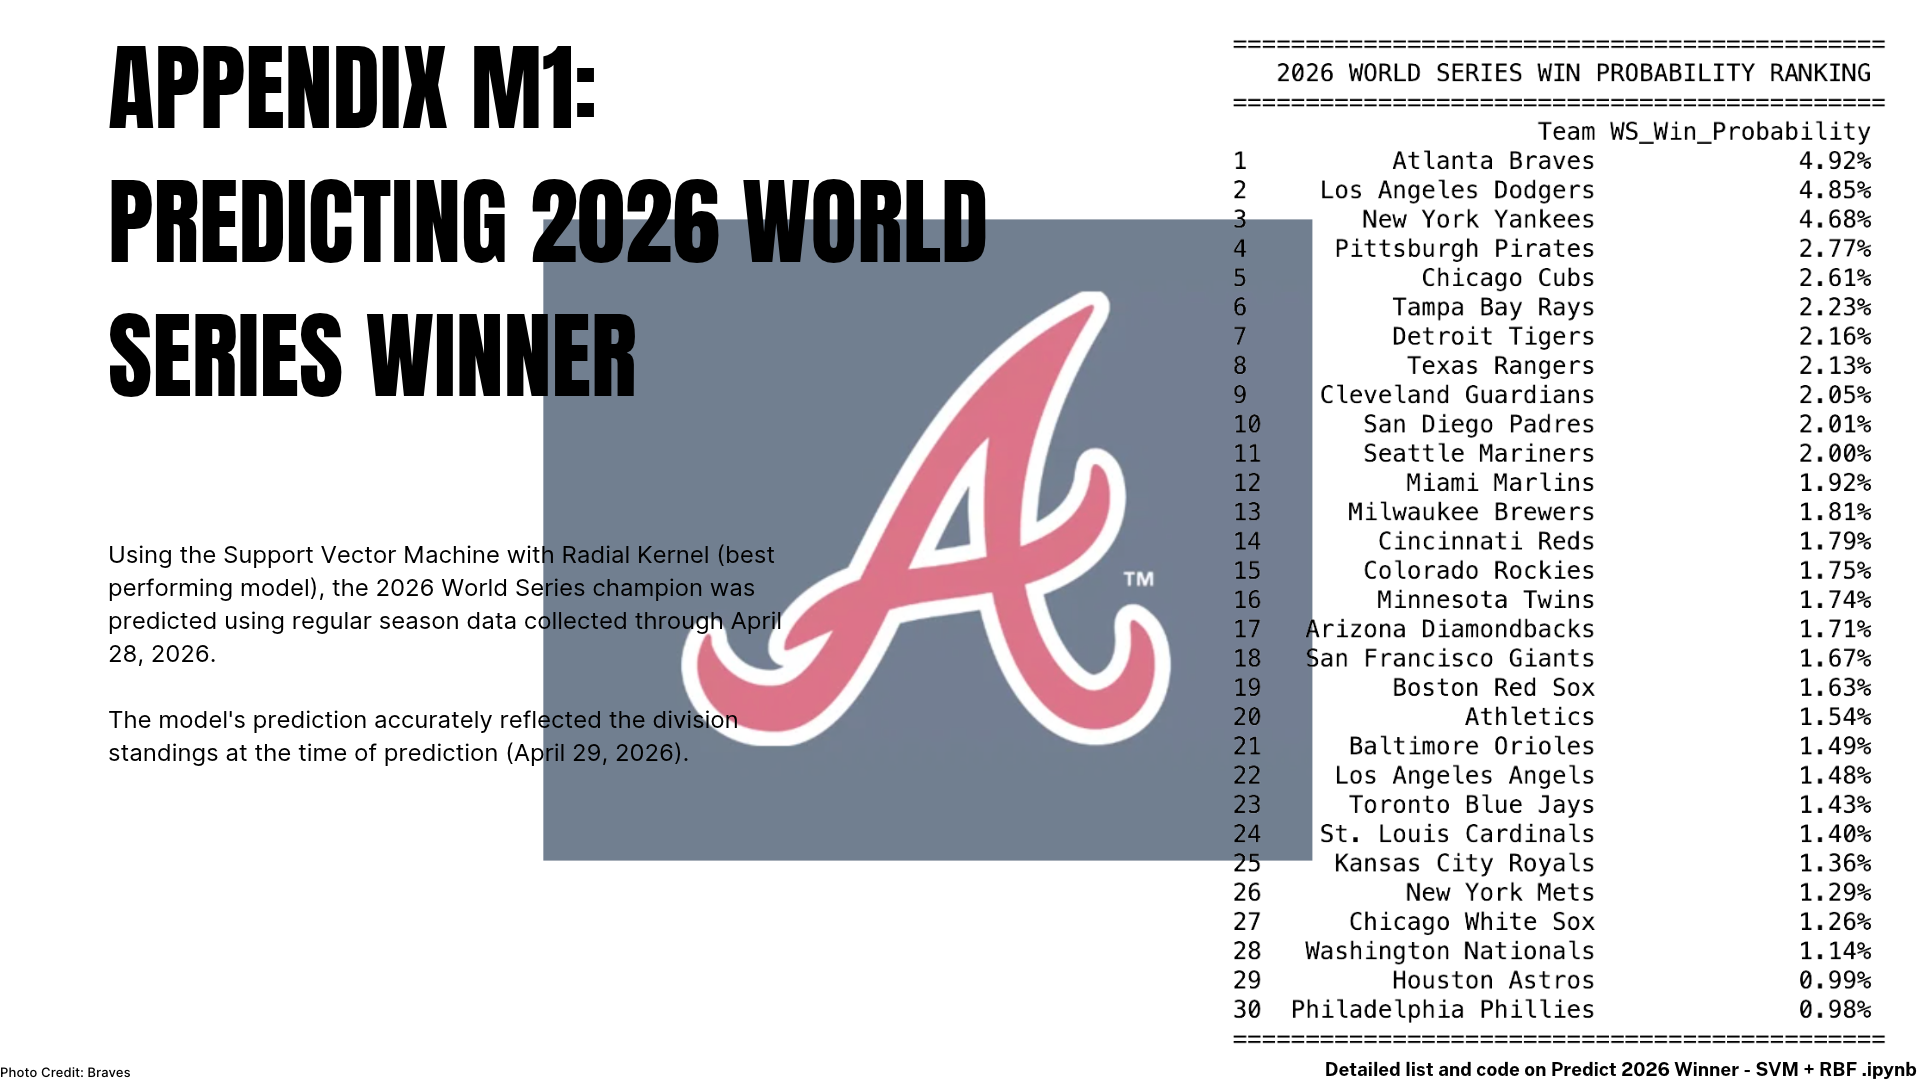 APPENDIX M1:
PREDICTING 2026 WORLD
SERIES WINNER
Using the Support Vector Machine with Radial Kernel (best
performing model), the 2026 World Series champion was
predicted using regular season data collected through April
28, 2026.
The model's prediction accurately reflected the division
standings at the time of prediction (April 29, 2026).
A
TM
=============================================
2026 WORLD SERIES WIN PROBABILITY RANKING
=============================================
Team WS_Win_Probability
1 Atlanta Braves 4.92%
2 Los Angeles Dodgers 4.85%
3 New York Yankees 4.68%
4 Pittsburgh Pirates 2.77%
5 Chicago Cubs 2.61%
6 Tampa Bay Rays 2.23%
7 Detroit Tigers 2.16%
8 Texas Rangers 2.13%
9 Cleveland Guardians 2.05%
10 San Diego Padres 2.01%
11 Seattle Mariners 2.00%
12 Miami Marlins 1.92%
13 Milwaukee Brewers 1.81%
14 Cincinnati Reds 1.79%
15 Colorado Rockies 1.75%
16 Minnesota Twins 1.74%
17 Arizona Diamondbacks 1.71%
18 San Francisco Giants 1.67%
19 Boston Red Sox 1.63%
20 Athletics 1.54%
21 Baltimore Orioles 1.49%
22 Los Angeles Angels 1.48%
23 Toronto Blue Jays 1.43%
24 St. Louis Cardinals 1.40%
25 Kansas City Royals 1.36%
26 New York Mets 1.29%
27 Chicago White Sox 1.26%
28 Washington Nationals 1.14%
29 Houston Astros 0.99%
30 Philadelphia Phillies 0.98%
=============================================
Photo Credit: Braves
Detailed list and code on Predict 2026 Winner - SVM + RBF .ipynb